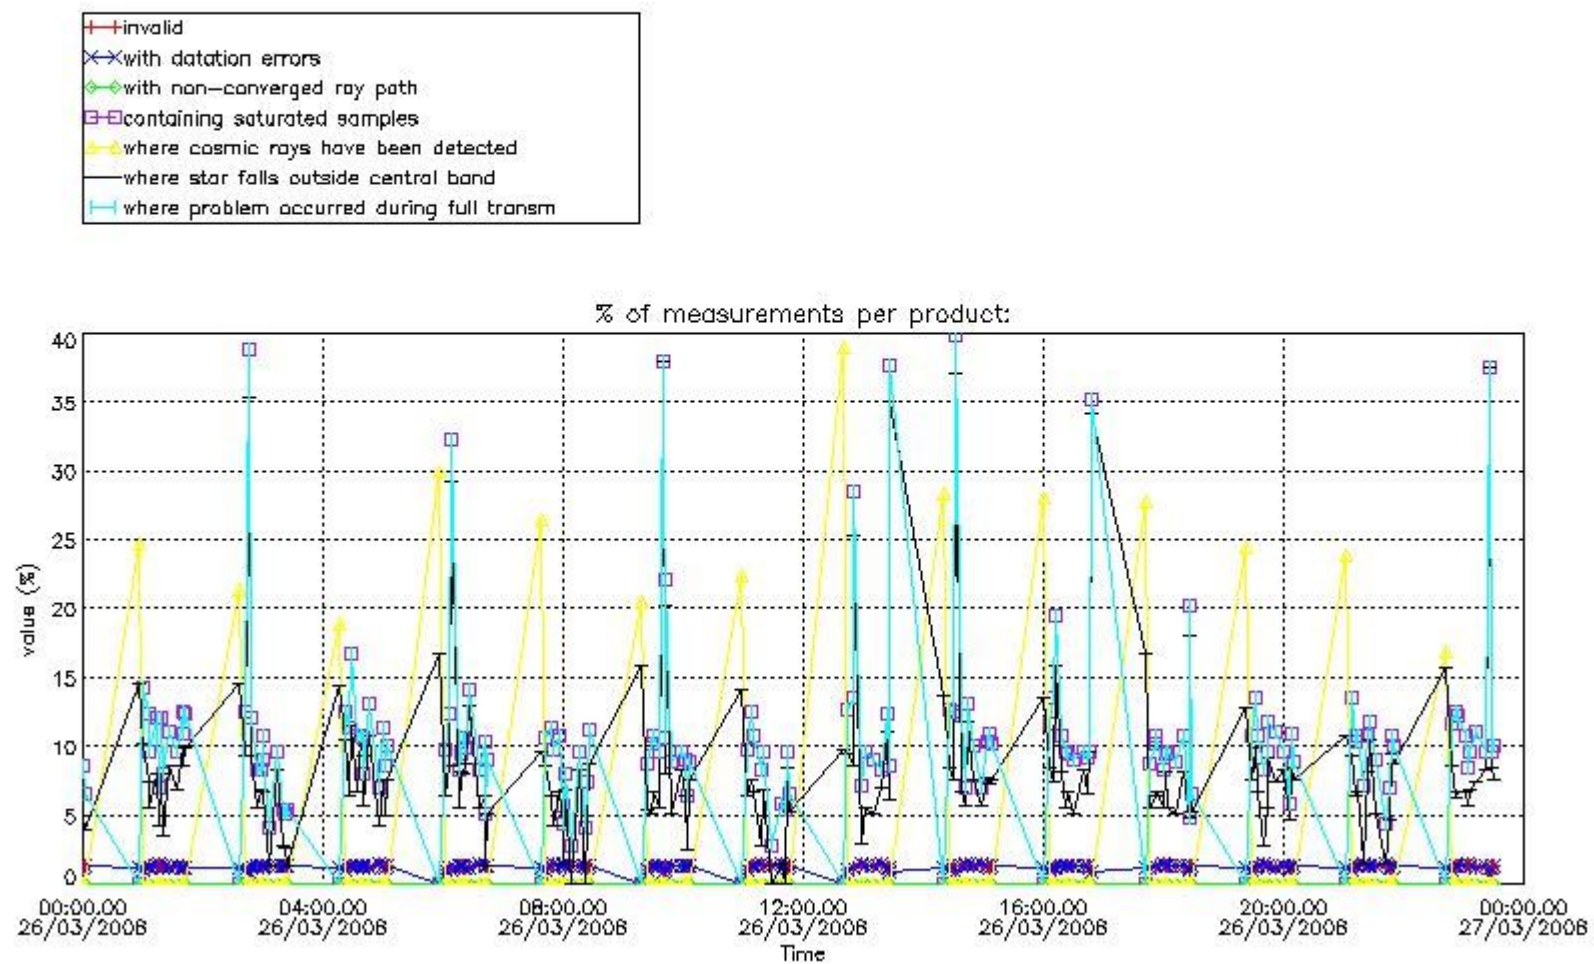 invalid
with datation errors
with non-converged ray path
containing saturated samples
where cosmic rays have been detected
where star falls outside central band
where problem occurred during full transm
% of measurements per product:
40
35
30
25
20
15
10
5
0
value (%)
00:00:00 04:00:00 08:00:00 12:00:00 16:00:00 20:00:00 00:00:00
26/03/2008 26/03/2008 26/03/2008 26/03/2008 26/03/2008 26/03/2008 27/03/2008
Time